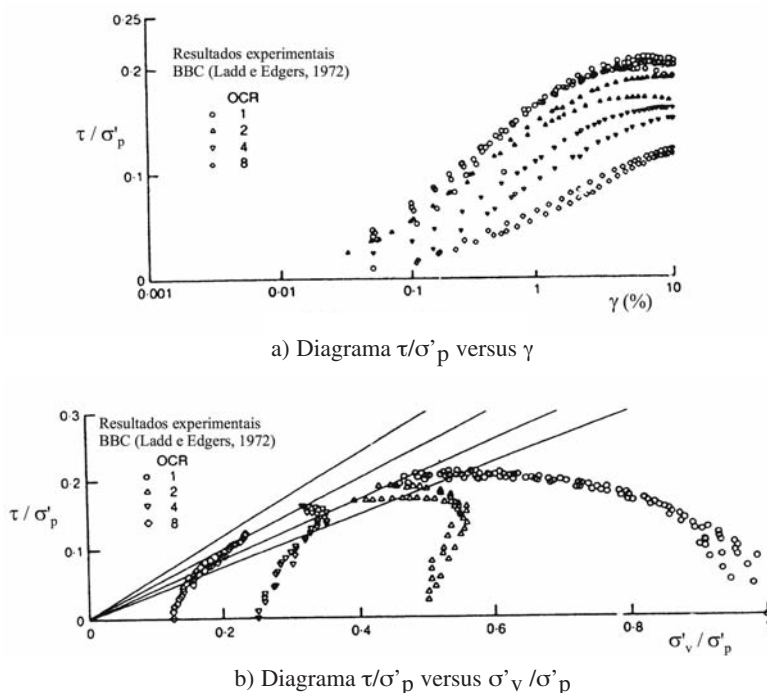 0·25
Resultados experimentais
BBC (Ladd e Edgers, 1972)
0·2
OCR
1
2
4
8
τ / σ'p
0·1
0
0·001
0·01
0·1
1
10
γ (%)
a) Diagrama τ/σ’p versus γ
0·3
Resultados experimentais
BBC (Ladd e Edgers, 1972)
OCR
1
2
4
8
0·2
τ / σ'p
0·1
0
0
0·2
0·4
0·6
0·8
σ'v / σ'p
b) Diagrama τ/σ’p versus σ’v /σ’p